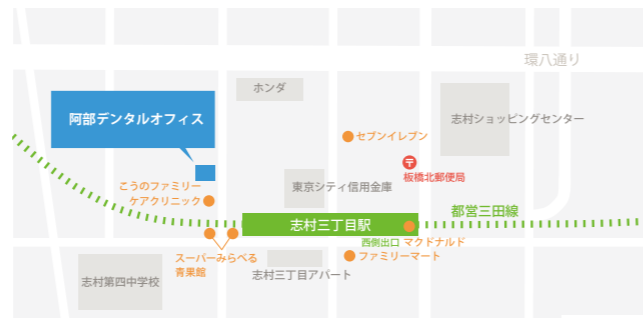 環八通り
ホンダ
阿部デンタルオフィス
志村ショッピングセンター
セブンイレブン
〒
板橋北郵便局
こうのファミリー
ケアクリニック
東京シティ信用金庫
都営三田線
志村三丁目駅
西側出口 マクドナルド
スーパーみらべる
青果館
ファミリーマート
志村三丁目アパート
志村第四中学校